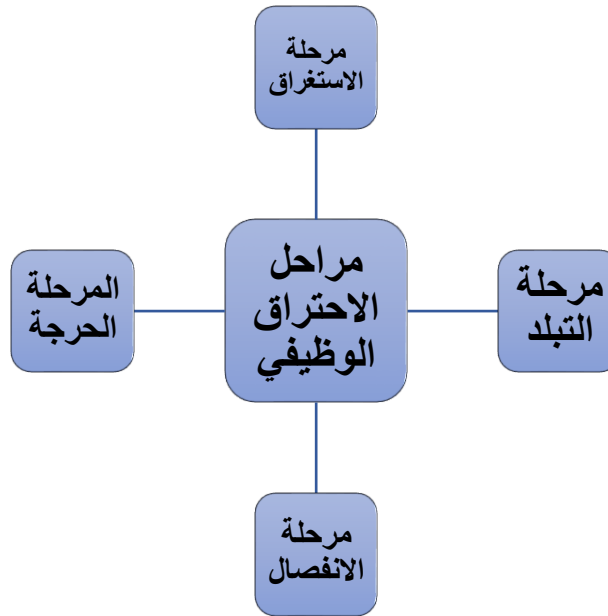 مرحلة
الاستغراق
مراحل
الاحتراق
الوظيفي
مرحلة
التبلد
المرحلة
الحرجة
مرحلة
الانفصال